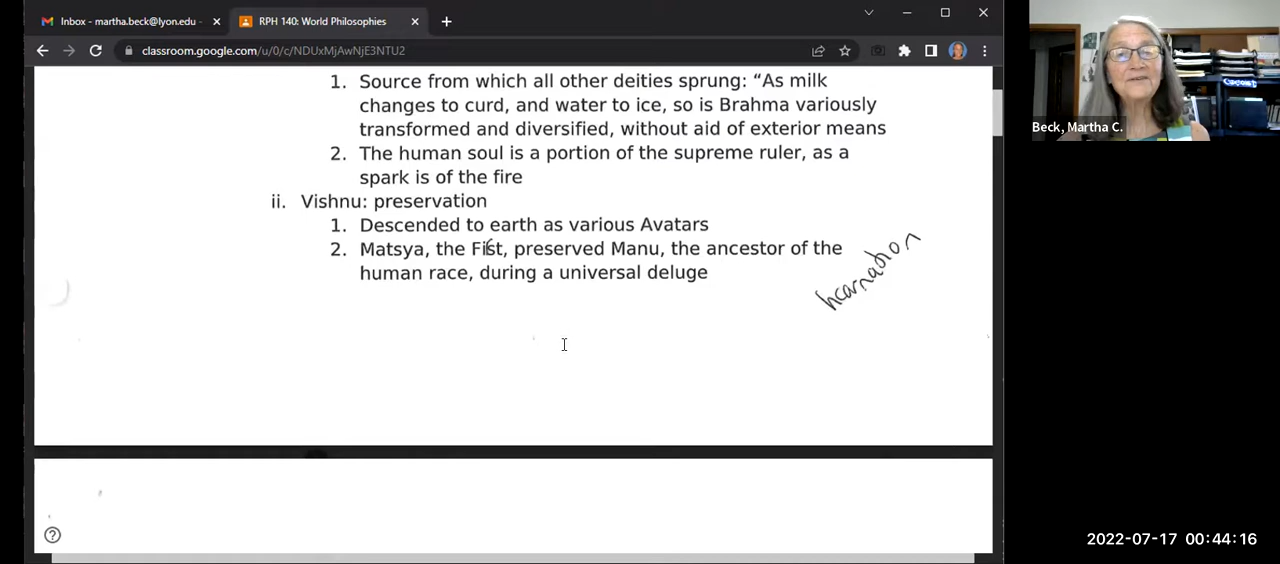 Inbox - martha.beck@lyon.edu -
RPH 140: World Philosophies
classroom.google.com/u/0/c/NDUxMjAwNjE3NTU2
1. Source from which all other deities sprung: “As milk
changes to curd, and water to ice, so is Brahma variously
transformed and diversified, without aid of exterior means
2. The human soul is a portion of the supreme ruler, as a
spark is of the fire
ii. Vishnu: preservation
1. Descended to earth as various Avatars
2. Matsya, the Fist, preserved Manu, the ancestor of the
human race, during a universal deluge
Incarnation
Beck, Martha C.
2022-07-17 00:44:16